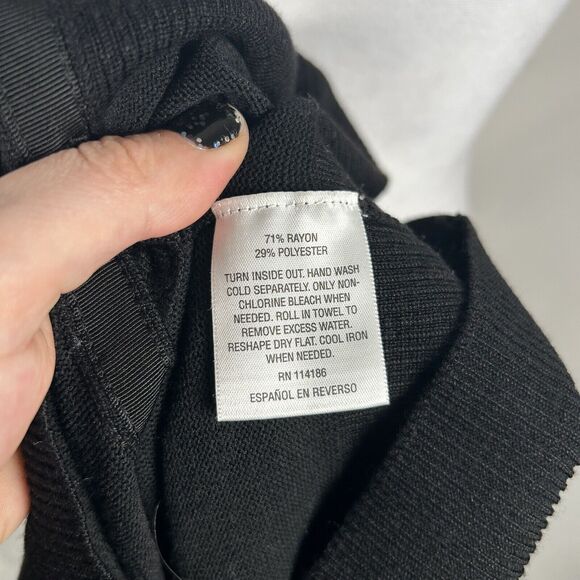 71% RAYON
29% POLYESTER
TURN INSIDE OUT. HAND WASH
COLD SEPARATELY. ONLY NON-
CHLORINE BLEACH WHEN
NEEDED. ROLL IN TOWEL TO
REMOVE EXCESS WATER.
RESHAPE DRY FLAT. COOL IRON
WHEN NEEDED.
RN 114186
ESPAÑOL EN REVERSO